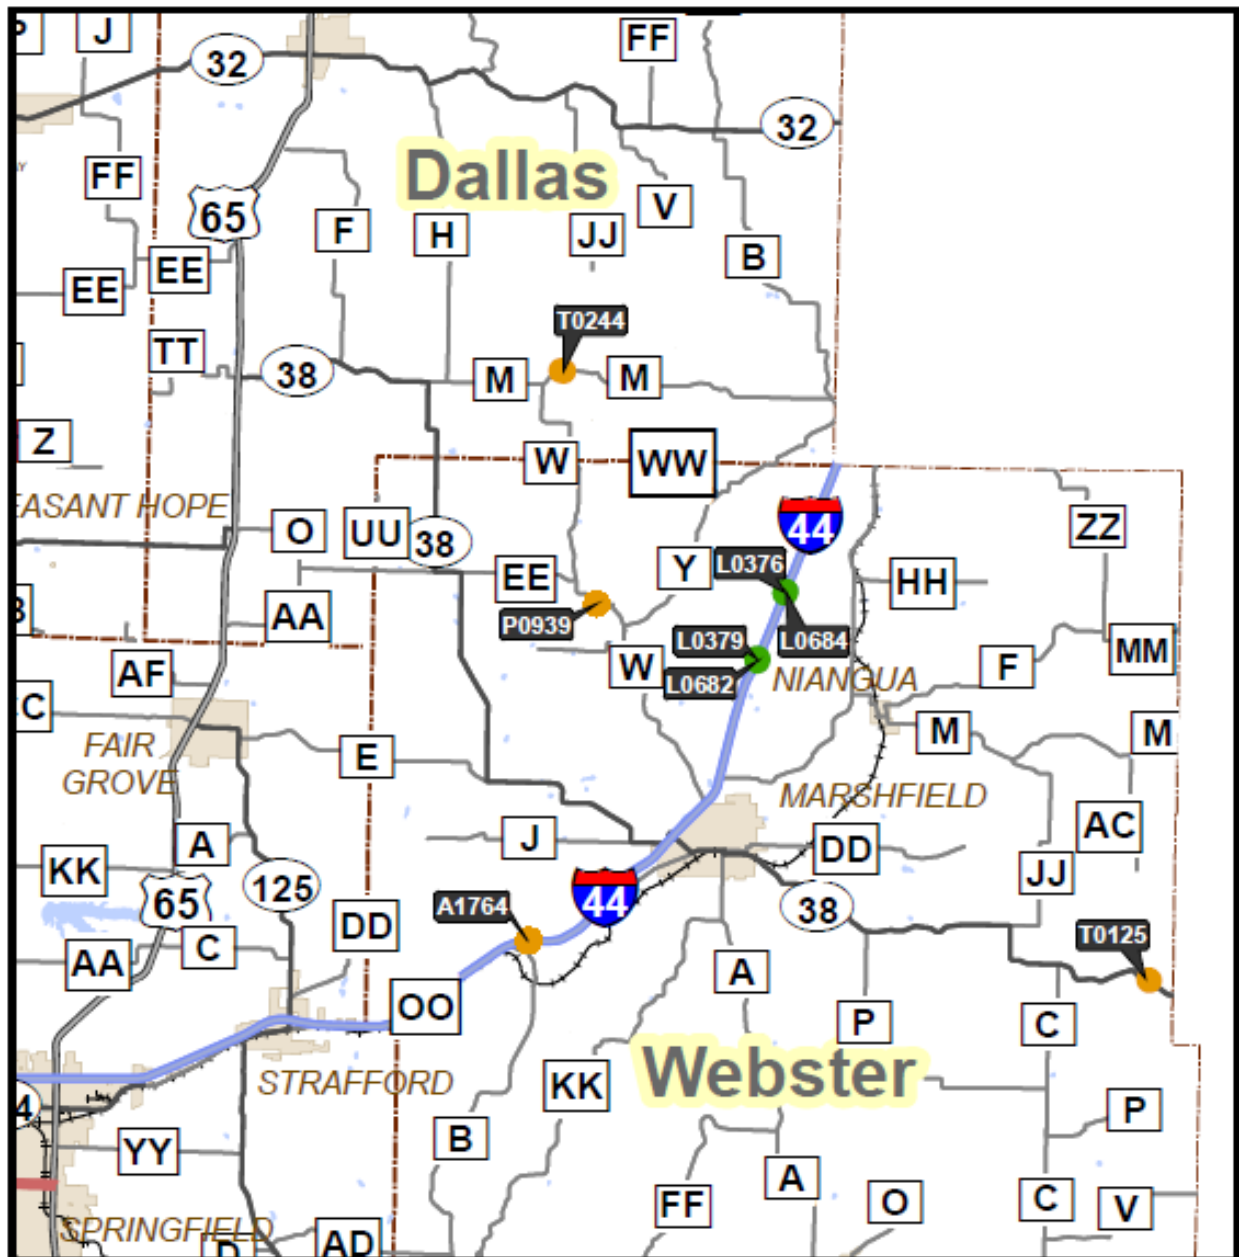 J
FF
32
32
Dallas
FF
65
F
H
JJ
V
B
EE
EE
T0244
TT
38
M
M
Z
W
WW
EASANT HOPE
O
UU
38
44
ZZ
EE
Y
L0376
HH
AA
P0939
L0379
L0684
W
L0682
NIANGUA
F
MM
AF
C
FAIR
GROVE
E
M
M
MARSHFIELD
A
J
DD
AC
KK
65
125
44
38
JJ
A1764
DD
C
AA
A
T0125
OO
P
C
STRAFFORD
Webster
KK
4
B
P
YY
FF
A
O
C
V
SPRINGFIELD
D
AD